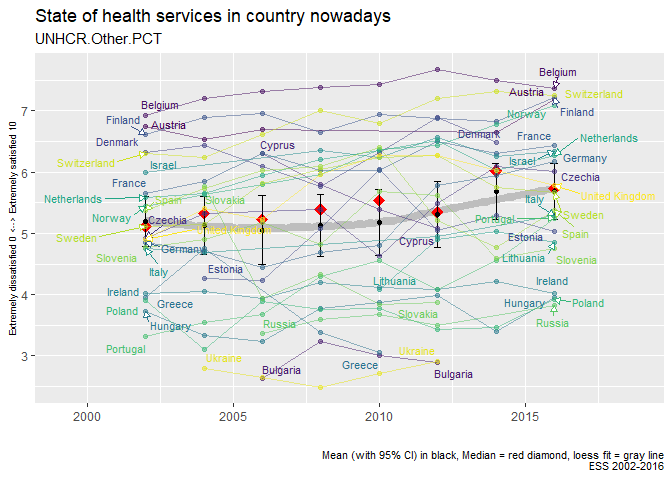 State of health services in country nowadays
UNHCR.Other.PCT
Extremely dissatisfied 0 <-> Extremely satisfied 10
7
6
5
4
3
Belgium
Belgium
Austria
Switzerland
Finland
Austria
Norway
Finland
Denmark
Cyprus
Denmark
France
Netherlands
Switzerland
Israel
Israel
Germany
France
Czechia
Netherlands
Spain
Slovakia
Italy
United Kingdom
Norway
Czechia
Portugal
Sweden
Sweden
United Kingdom
Cyprus
Estonia
Spain
Germany
Slovenia
Italy
Estonia
Lithuania
Slovenia
Ireland
Greece
Lithuania
Ireland
Poland
Hungary
Russia
Slovakia
Hungary
Poland
Russia
Portugal
Ukraine
Bulgaria
Greece
Ukraine
Bulgaria
2000
2005
2010
2015
Mean (with 95% CI) in black, Median = red diamond, loess fit = gray line
ESS 2002-2016